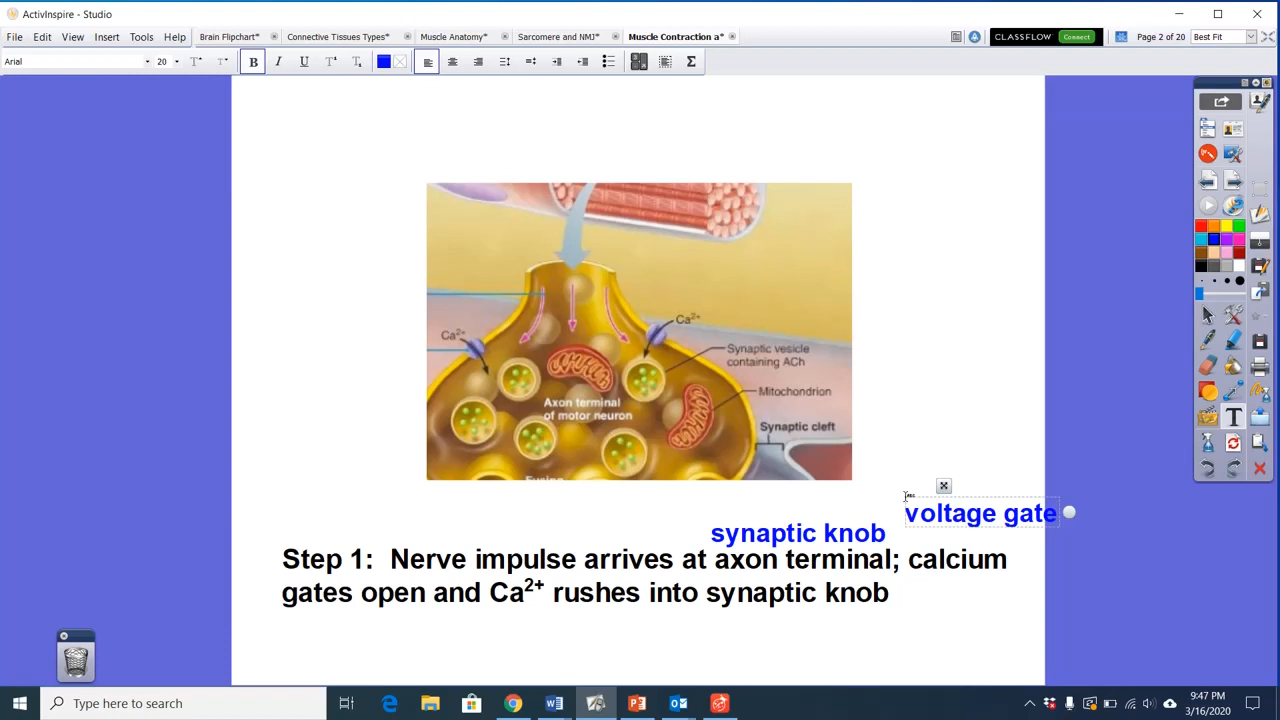 ActivInspire - Studio
File Edit View Insert Tools Help
Brain Flipchart* Connective Tissues Types* Muscle Anatomy* Sarcomere and NMJ* Muscle Contraction a*
CLASSFLOW Connect
Page 2 of 20
Best Fit
Arial 20
Ca2+
Ca2+
Synaptic vesicle
containing ACh
Mitochondrion
Axon terminal
of motor neuron
Synaptic cleft
Fusing
voltage gate
synaptic knob
Step 1: Nerve impulse arrives at axon terminal; calcium
gates open and Ca2+ rushes into synaptic knob
Type here to search
9:47 PM
3/16/2020